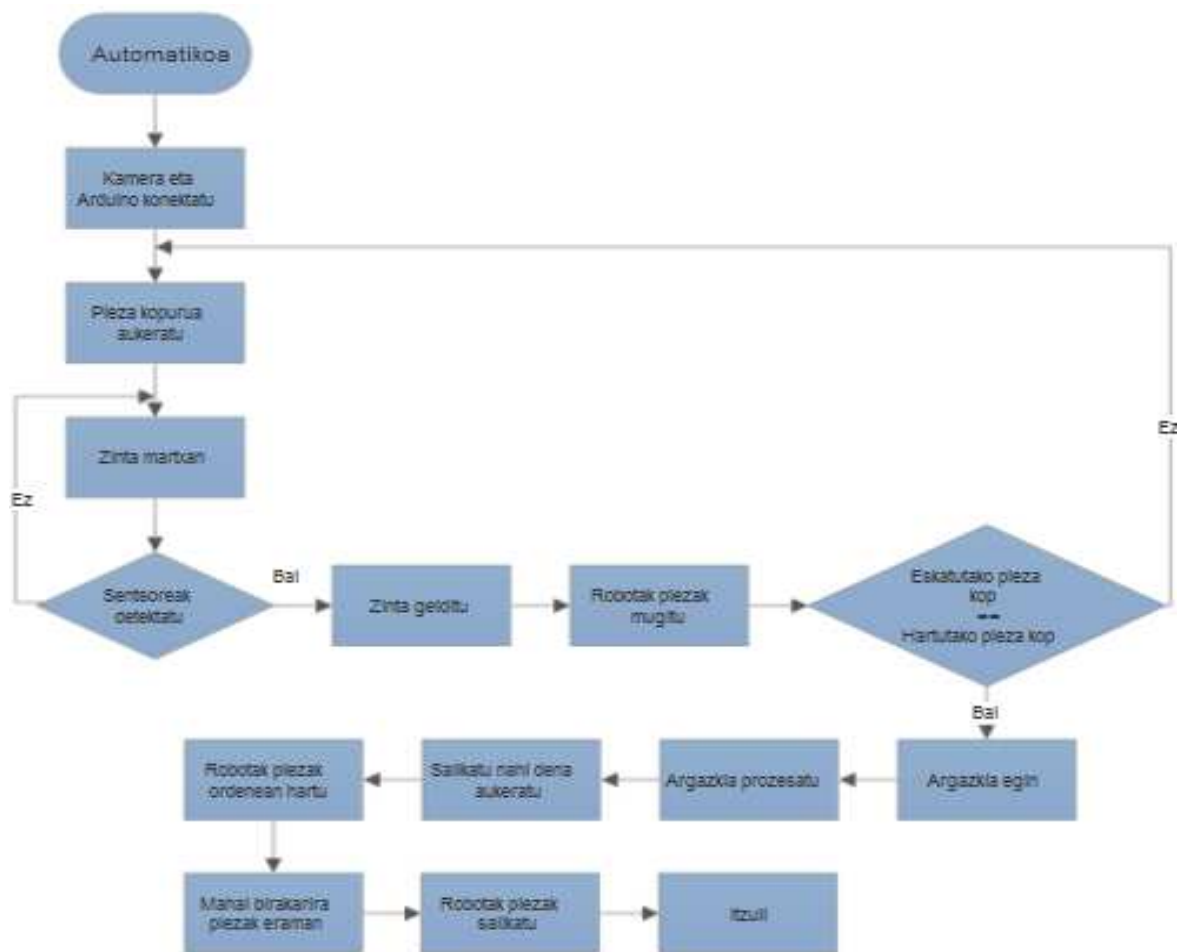 Automatikoa
Kamera eta
Arduino konektatu
Pieza kopurua
aukeratu
Zinta martxan
Ez
Sentsoreak
detektatu
Bai
Zinta gelditu
Robotak piezak
mugitu
Eskatutako pieza
kop
==
Hartutako pieza kop
Ez
Bai
Argazkia egin
Argazkia prozesatu
Sailkatu nahi dena
aukeratu
Robotak piezak
ordenean hartu
Mahai birakarira
piezak eraman
Robotak piezak
sailkatu
Itzuli